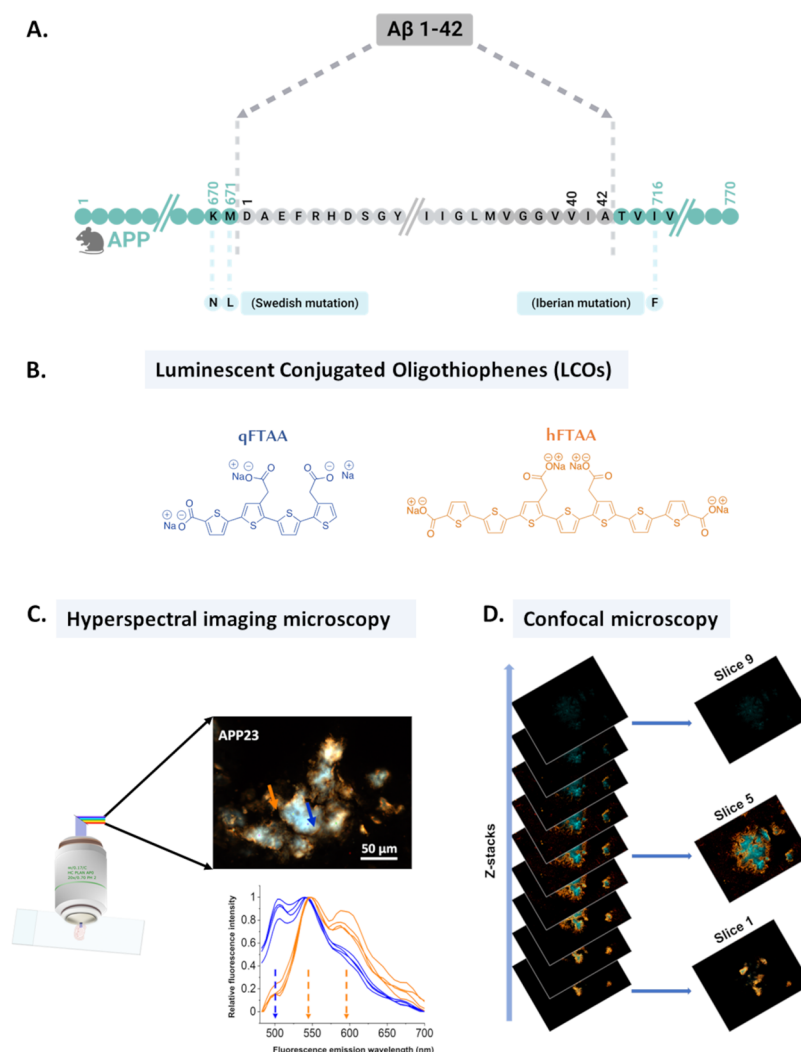 A.
Aβ 1-42
1 670 671 1 40 42 716 770
K M D A E F R H D S G Y I I G L M V G G V V I A T V I V
APP
N L (Swedish mutation) (Iberian mutation) F
B. Luminescent Conjugated Oligothiophenes (LCOs)
qFTAA hFTAA
C. Hyperspectral imaging microscopy
D. Confocal microscopy
APP23
50 µm
Relative fluorescence intensity
1
0.8
0.6
0.4
0.2
0
500 550 600 650 700
Fluorescence emission wavelength (nm)
Z-stacks
Slice 9
Slice 5
Slice 1